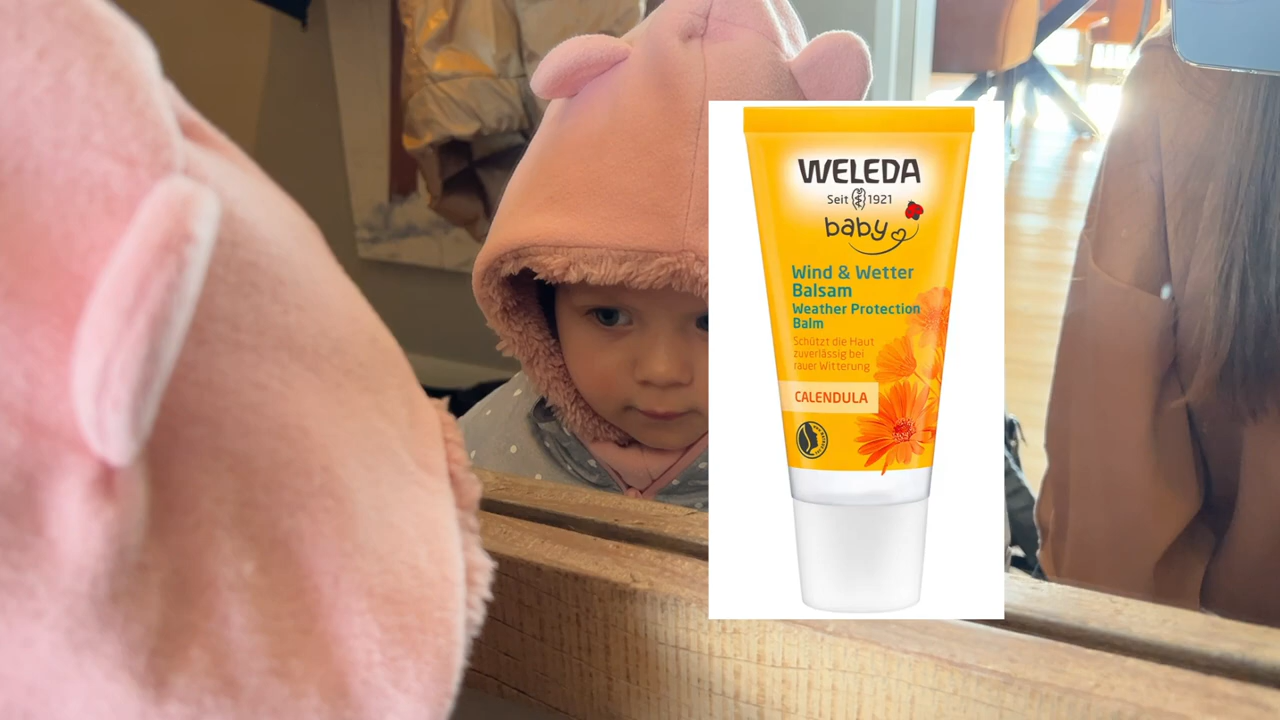 WELEDA
Seit 1921
baby
Wind & Wetter
Balsam
Weather Protection
Balm
Schützt die Haut
zuverlässig bei
rauer Witterung
CALENDULA